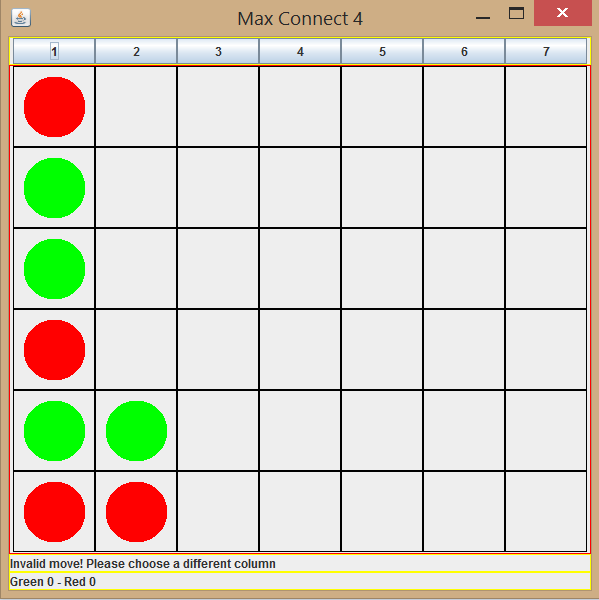 Max Connect 4
1 2 3 4 5 6 7
Invalid move! Please choose a different column
Green 0 - Red 0